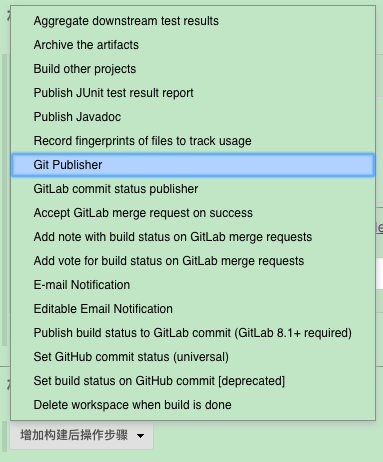 Aggregate downstream test results
Archive the artifacts
Build other projects
Publish JUnit test result report
Publish Javadoc
Record fingerprints of files to track usage
Git Publisher
GitLab commit status publisher
Accept GitLab merge request on success
Add note with build status on GitLab merge requests
Add vote for build status on GitLab merge requests
E-mail Notification
Editable Email Notification
Publish build status to GitLab commit (GitLab 8.1+ required)
Set GitHub commit status (universal)
Set build status on GitHub commit [deprecated]
Delete workspace when build is done
增加构建后操作步骤